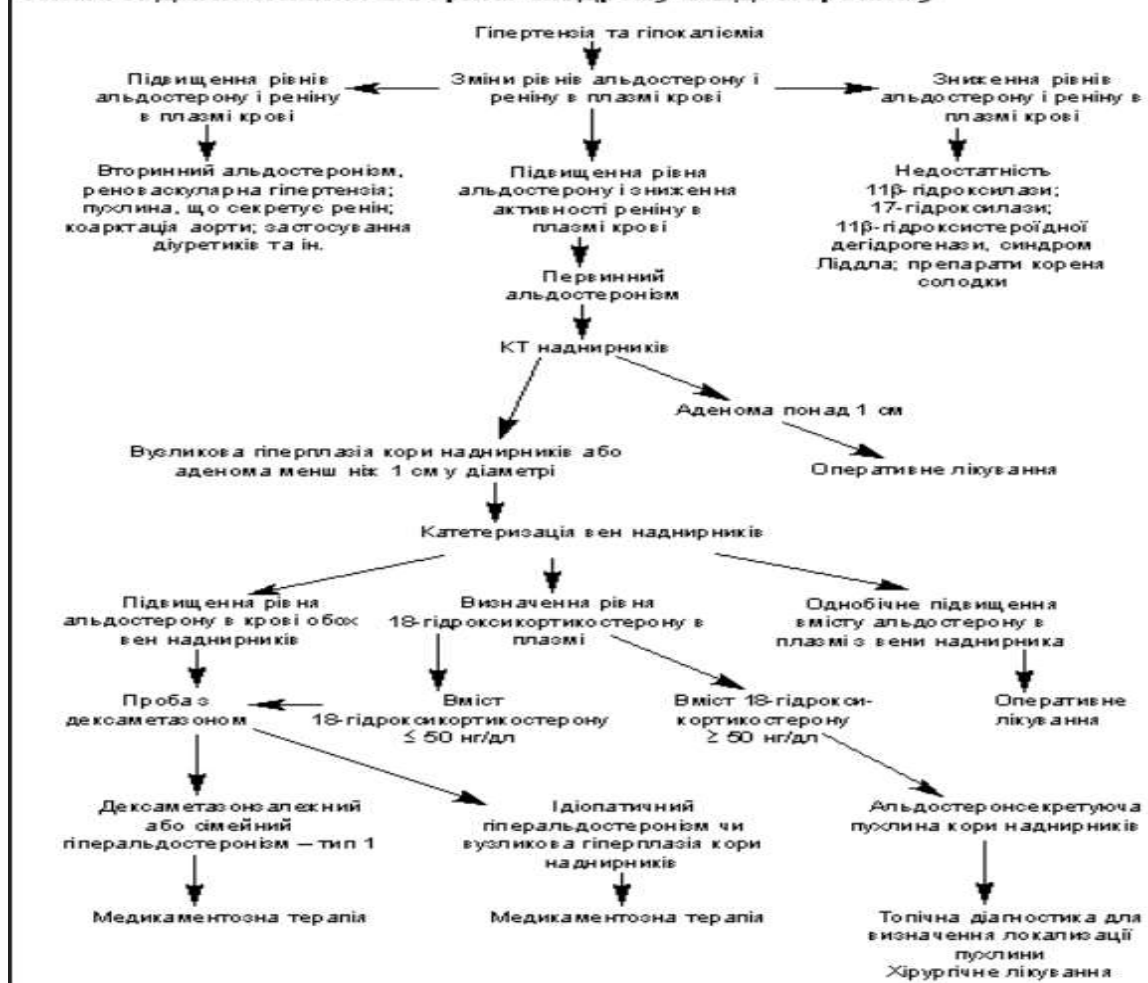 Гіпертензія та гіпокаліємія
Підвищення рівнів
альдостерону і реніну
в плазмі крові
Зміни рівнів альдостерону і
реніну в плазмі крові
Зниження рівнів
альдостерону і реніну в
плазмі крові
Вторинний альдостеронізм,
реноваскулярна гіпертензія;
пухлина, що секретує ренін;
коарктація аорти; застосування
діуретиків та ін.
Підвищення рівня
альдостерону і зниження
активності реніну в
плазмі крові
Недостатність
11β- гідроксилази;
17-гідроксилази;
11β-гідроксистероїдної
дегідрогенази, синдром
Ліддла; препарати кореня
солодки
Первинний
альдостеронізм
КТ наднирників
Аденома понад 1 см
Вузликова гіперплазія кори наднирників або
аденома менш ніж 1 см у діаметрі
Оперативне лікування
Катетеризація вен наднирників
Підвищення рівня
альдостерону в крові обох
вен наднирників
Визначення рівня
18-гідроксикортикостерону в
плазмі
Однобічне підвищення
вмісту альдостерону в
плазмі з вени наднирника
Проба з
дексаметазоном
Вміст
18-гідроксикортикостерону
≤ 50 нг/дл
Вміст 18-гідрокси-
кортикостерону
≥ 50 нг/дл
Оперативне
лікування
Дексаметазонзалежний
або сімейний
гіперальдостеронізм – тип 1
Ідіопатичний
гіперальдостеронізм чи
вузликова гіперплазія кори
наднирників
Альдостеронсекретуюча
пухлина кори наднирників
Медикаментозна терапія
Медикаментозна терапія
Топічна діагностика для
визначення локализації
пухлини
Хірургічне лікування